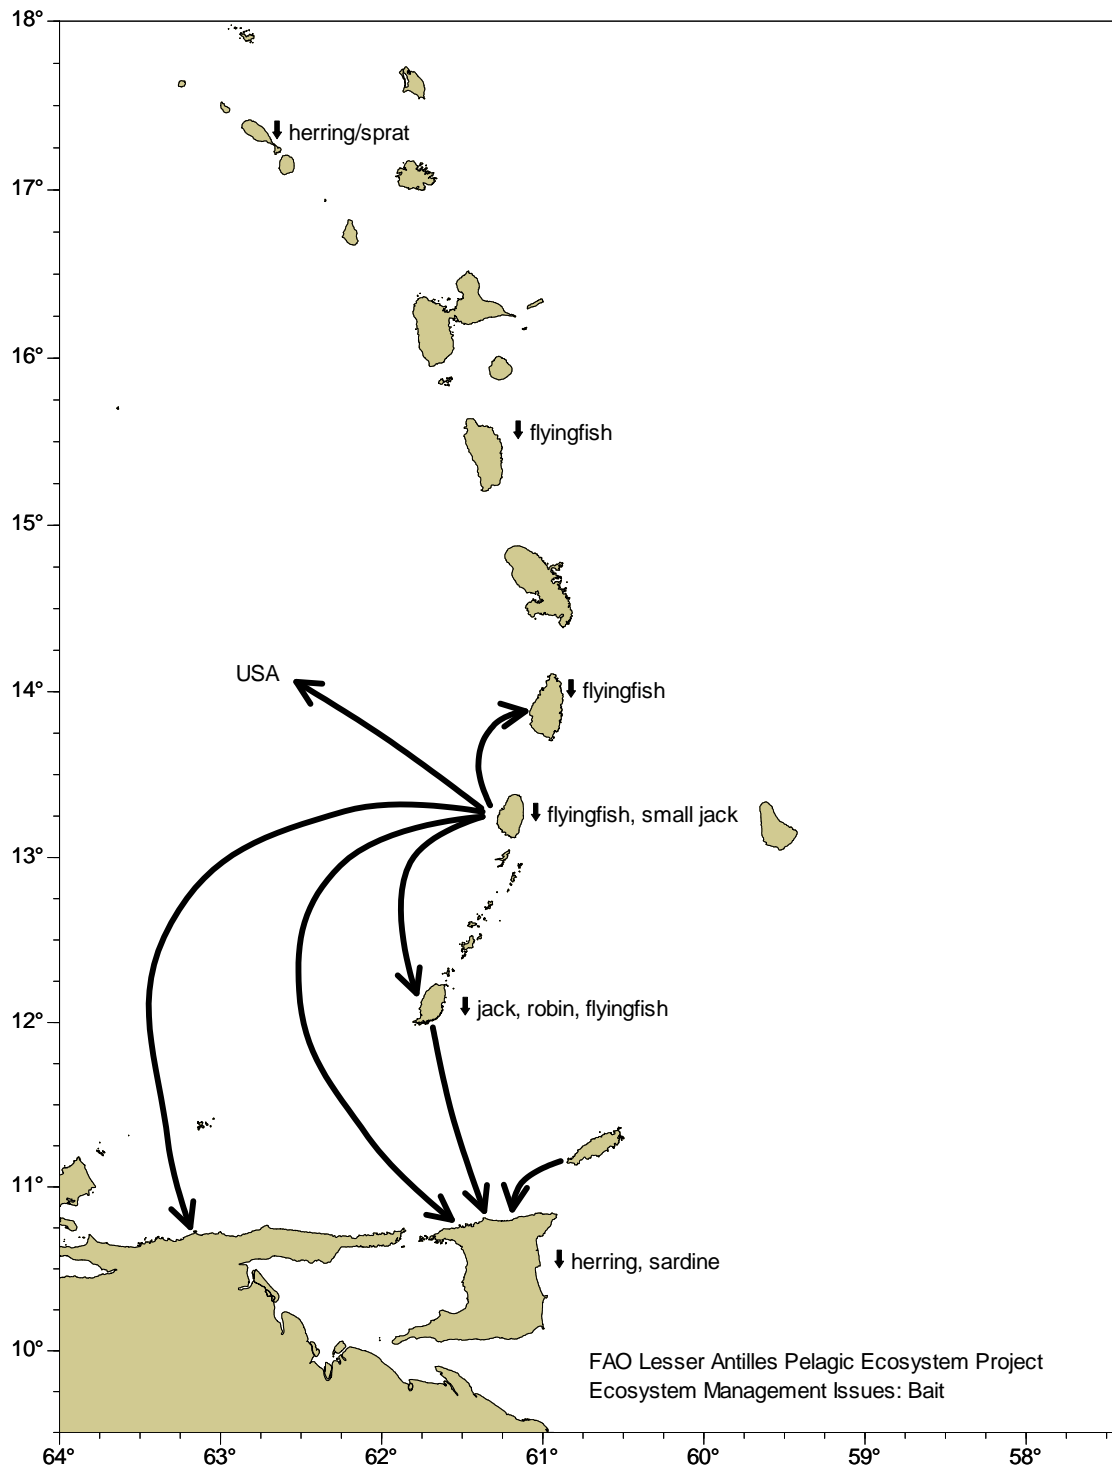 18°
herring/sprat
17°
16°
flyingfish
15°
USA
14°
flyingfish
flyingfish, small jack
13°
jack, robin, flyingfish
12°
11°
herring, sardine
10°
FAO Lesser Antilles Pelagic Ecosystem Project
Ecosystem Management Issues: Bait
64° 63° 62° 61° 60° 59° 58°